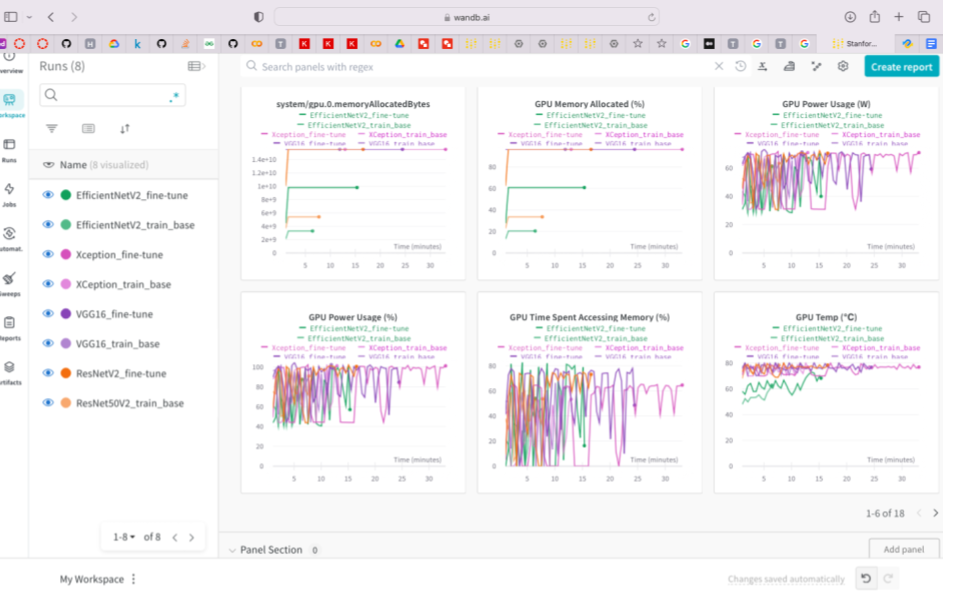 wandb.ai
Stanfor...
Runs (8)
Search panels with regex
Create report
.*
Name (8 visualized)
EfficientNetV2_fine-tune
EfficientNetV2_train_base
Xception_fine-tune
XCeption_train_base
VGG16_fine-tune
VGG16_train_base
ResNetV2_fine-tune
ResNet50V2_train_base
1-8 of 8
Runs
Jobs
system/gpu.0.memoryAllocatedBytes
EfficientNetV2_fine-tune
EfficientNetV2_train_base
Xception_fine-tune XCeption_train_base
VGG16_fine-tune VGG16_train_base
1.4e+10
1.2e+10
1e+10
8e+9
6e+9
4e+9
2e+9
0
Time (minutes)
5 10 15 20 25 30
GPU Memory Allocated (%)
EfficientNetV2_fine-tune
EfficientNetV2_train_base
Xception_fine-tune XCeption_train_base
VGG16_fine-tune VGG16_train_base
80
60
40
20
0
Time (minutes)
5 10 15 20 25 30
GPU Power Usage (W)
EfficientNetV2_fine-tune
EfficientNetV2_train_base
Xception_fine-tune XCeption_train_base
VGG16_fine-tune VGG16_train_base
60
40
20
0
Time (minutes)
5 10 15 20 25 30
GPU Power Usage (%)
EfficientNetV2_fine-tune
EfficientNetV2_train_base
Xception_fine-tune XCeption_train_base
VGG16_fine-tune VGG16_train_base
100
80
60
40
20
0
Time (minutes)
5 10 15 20 25 30
GPU Time Spent Accessing Memory (%)
EfficientNetV2_fine-tune
EfficientNetV2_train_base
Xception_fine-tune XCeption_train_base
VGG16_fine-tune VGG16_train_base
80
60
40
20
0
Time (minutes)
5 10 15 20 25 30
GPU Temp (℃)
EfficientNetV2_fine-tune
EfficientNetV2_train_base
Xception_fine-tune XCeption_train_base
VGG16_fine-tune VGG16_train_base
80
60
40
20
0
Time (minutes)
5 10 15 20 25 30
1-6 of 18
Panel Section 0
Add panel
My Workspace
Changes saved automatically